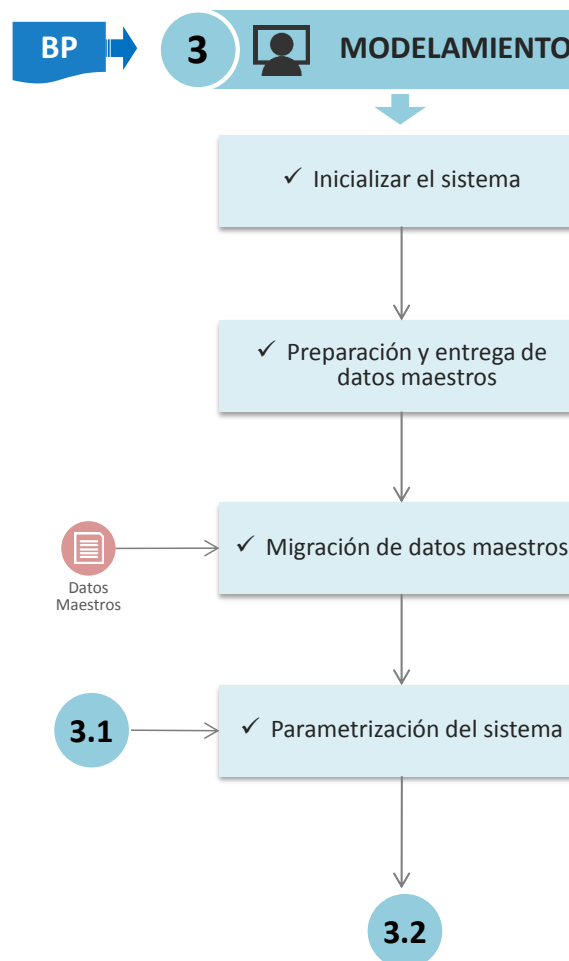 BP
3
MODELAMIENTO
✓ Inicializar el sistema
✓ Preparación y entrega de
datos maestros
✓ Migración de datos maestros
Datos
Maestros
3.1
✓ Parametrización del sistema
3.2